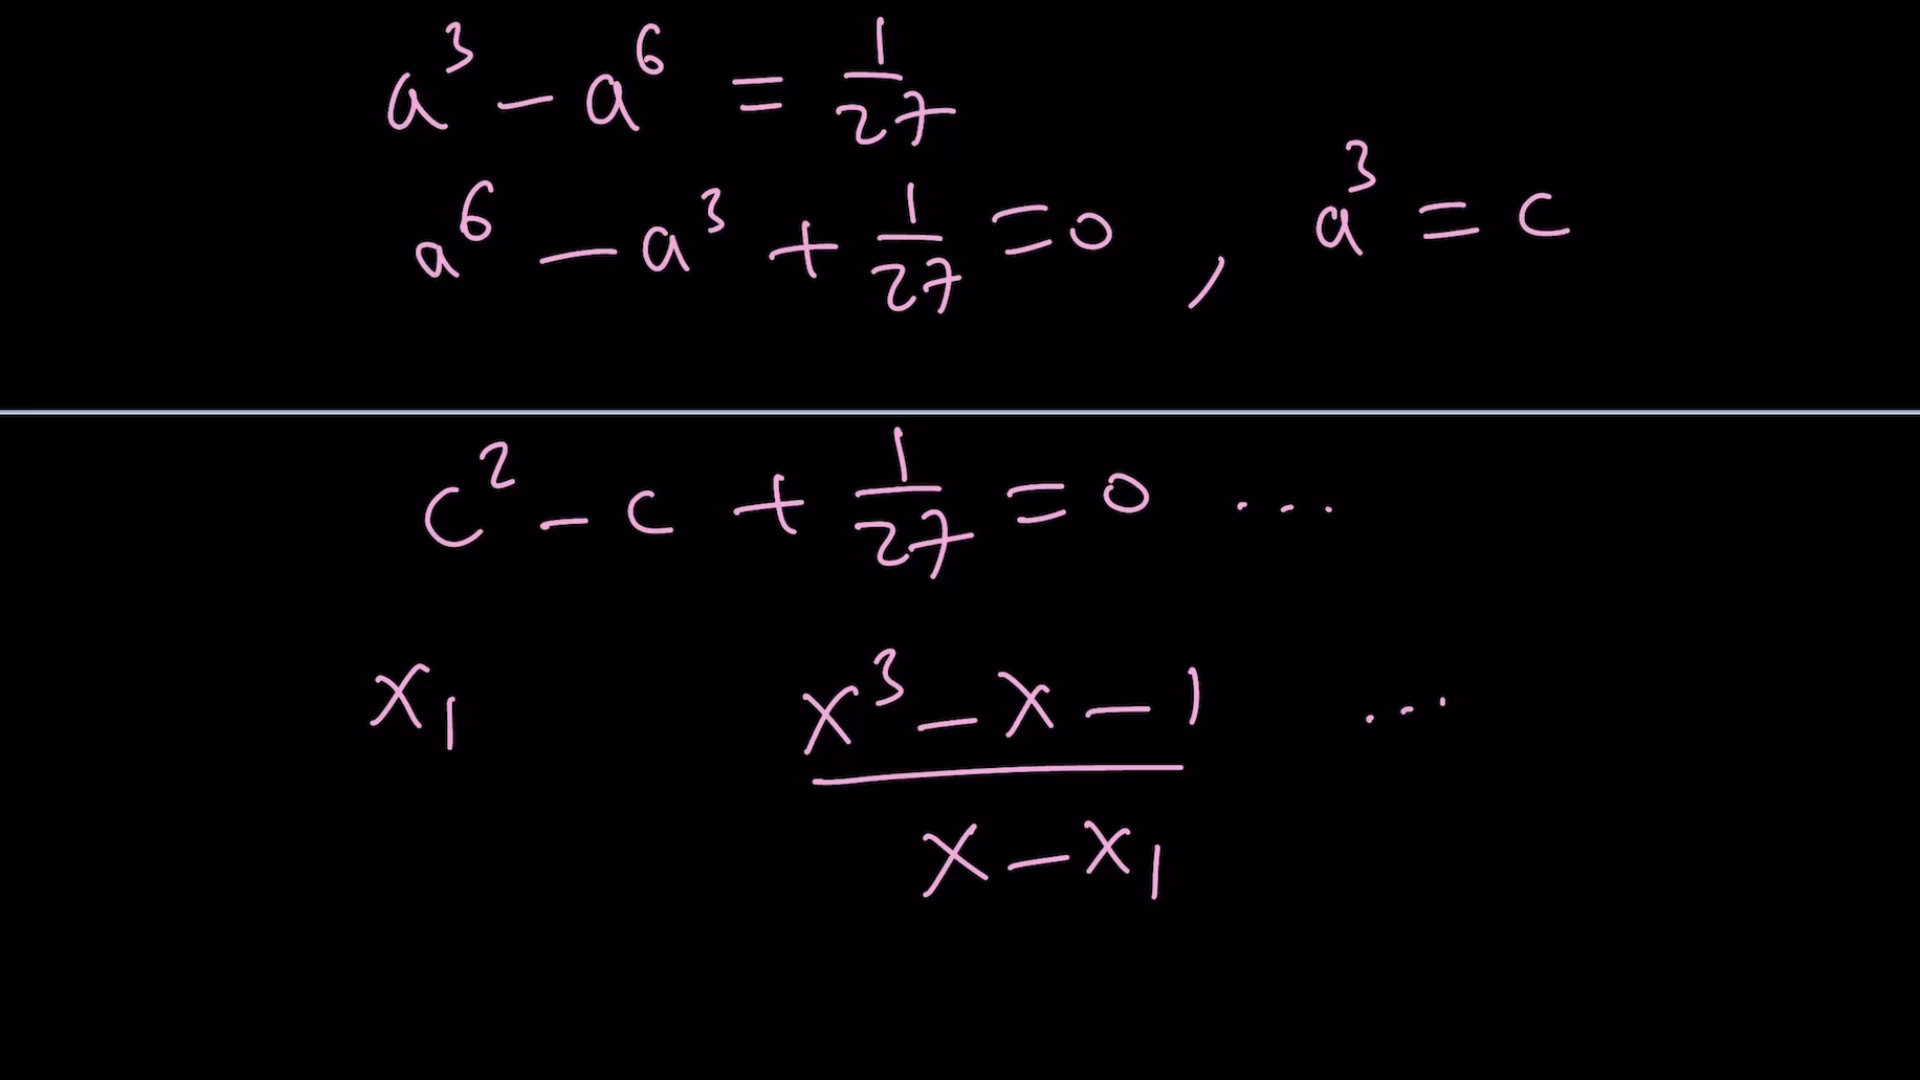 a³ − a⁶ = 1/27
a⁶ − a³ + 1/27 = 0 , a³ = c
c² − c + 1/27 = 0 ...
x₁ (x³ − x − 1)/(x − x₁) ...